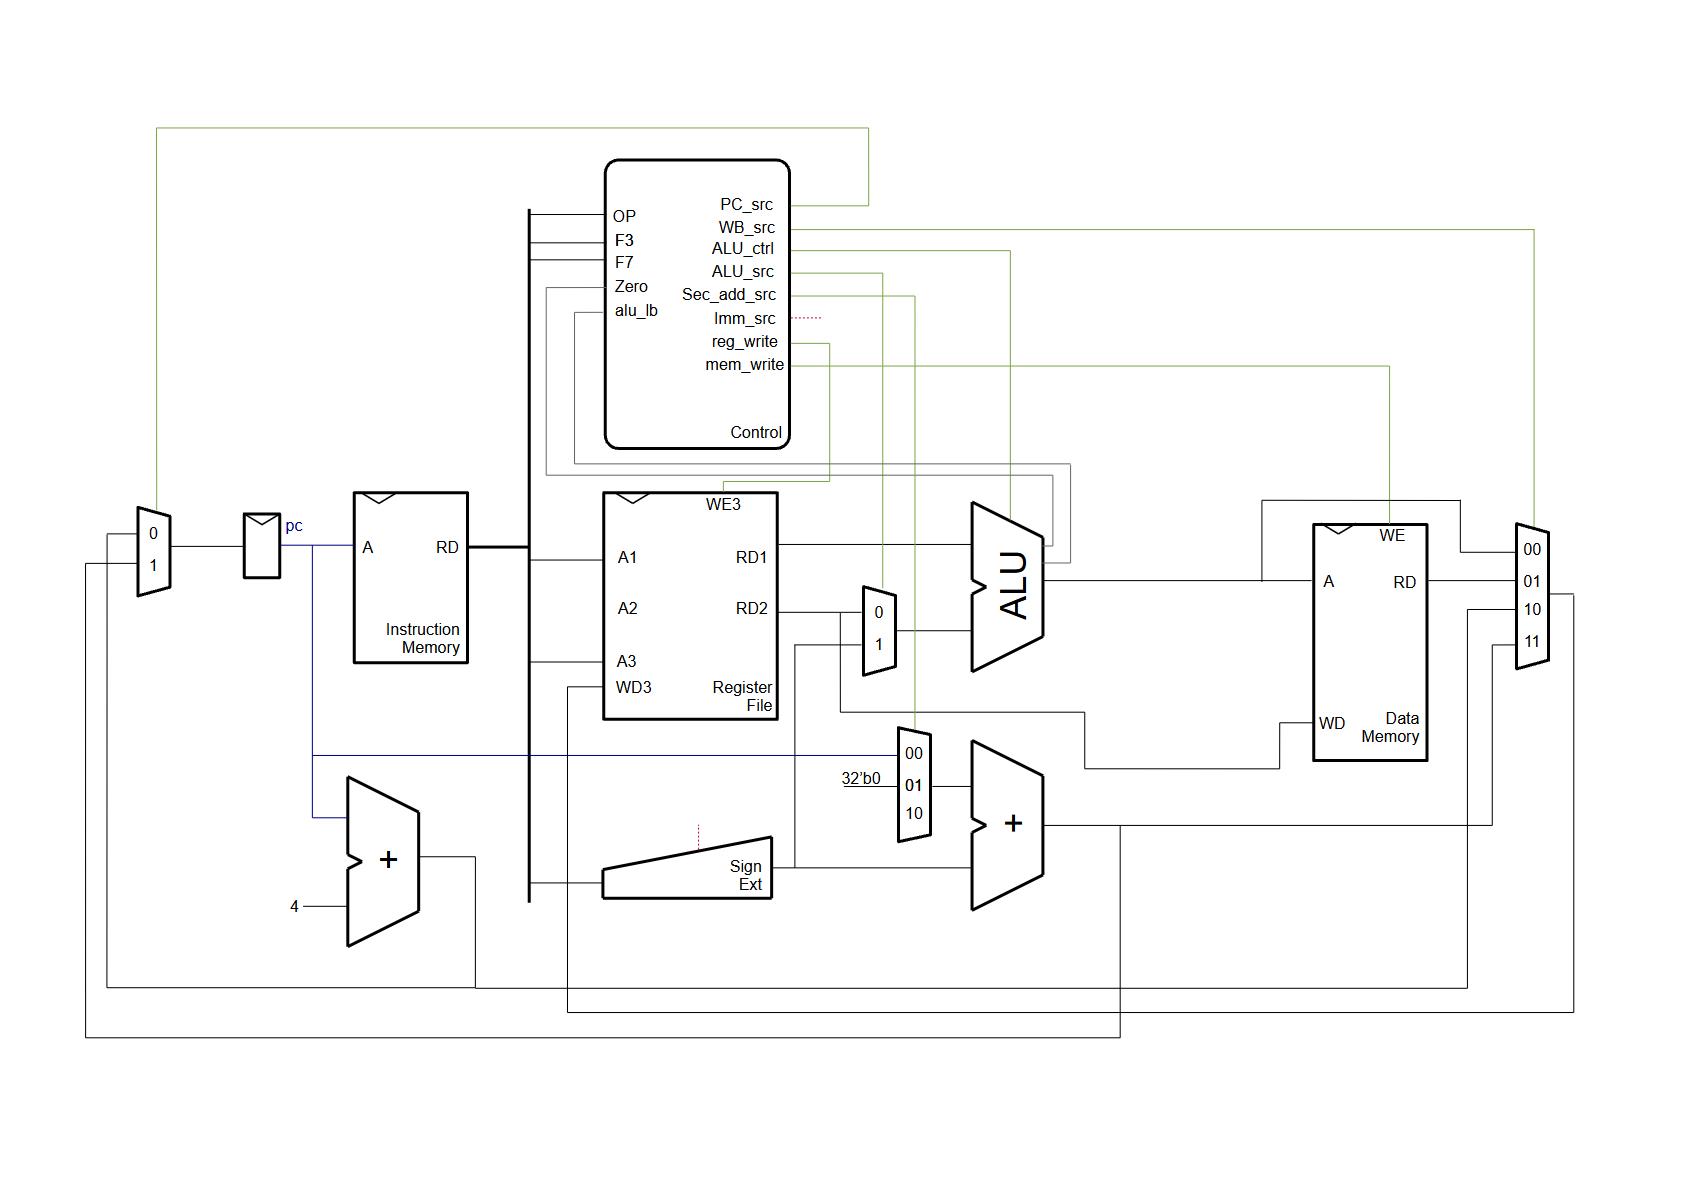 PC_src
OP
WB_src
F3
ALU_ctrl
F7
ALU_src
Zero
Sec_add_src
alu_lb
Imm_src
reg_write
mem_write
Control
WE3
pc
0
1
A
RD
Instruction
Memory
A1
RD1
A2
RD2
A3
WD3
Register
File
0
1
ALU
WE
A
RD
WD
Data
Memory
00
01
10
11
00
32'b0
01
10
+
+
4
Sign
Ext